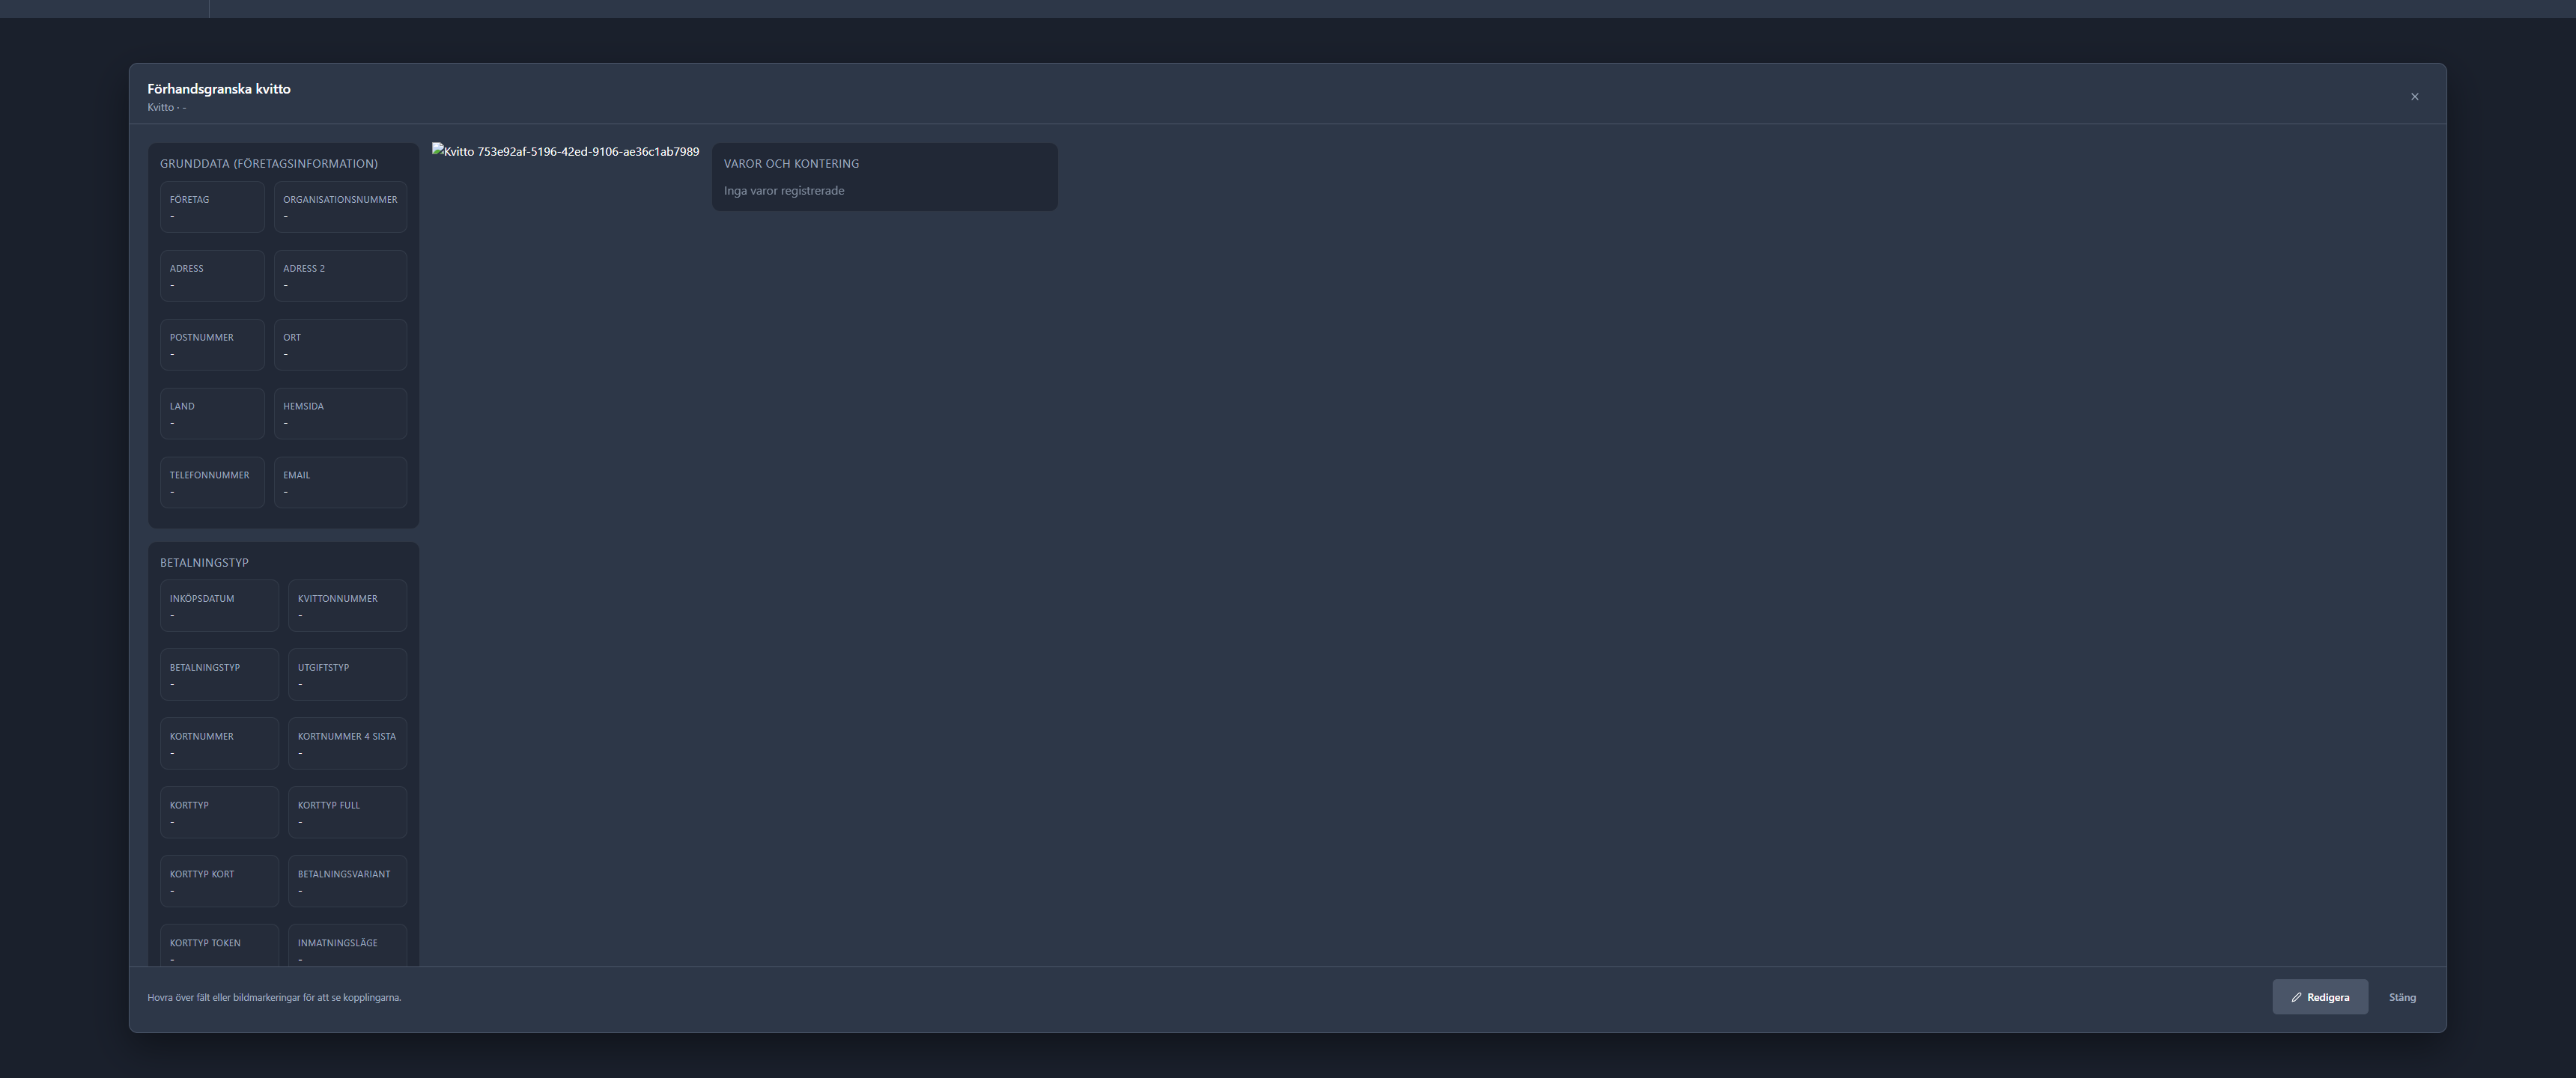 Förhandsgranska kvitto
Kvitto · -
GRUNDDATA (FÖRETAGSINFORMATION)
FÖRETAG
-
ORGANISATIONSNUMMER
-
ADRESS
-
ADRESS 2
-
POSTNUMMER
-
ORT
-
LAND
-
HEMSIDA
-
TELEFONNUMMER
-
EMAIL
-
BETALNINGSTYP
INKÖPSDATUM
-
KVITTONNUMMER
-
BETALNINGSTYP
-
UTGIFTSTYP
-
KORTNUMMER
-
KORTNUMMER 4 SISTA
-
KORTTYP
-
KORTTYP FULL
-
KORTTYP KORT
-
BETALNINGSVARIANT
-
KORTTYP TOKEN
-
INMATNINGSLÄGE
-
Kvitto 753e92af-5196-42ed-9106-ae36c1ab7989
VAROR OCH KONTERING
Inga varor registrerade
Hovra över fält eller bildmarkeringar för att se kopplingarna.
Redigera
Stäng